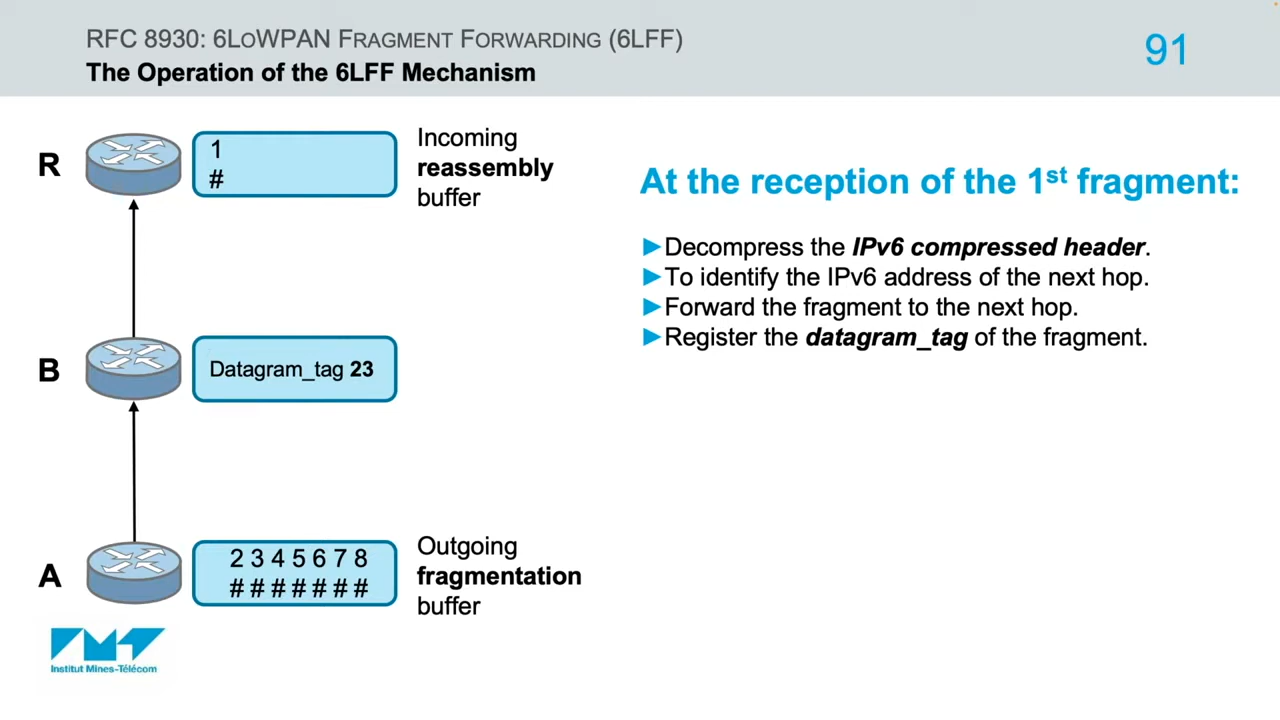 RFC 8930: 6LoWPAN Fragment Forwarding (6LFF)
The Operation of the 6LFF Mechanism
91
R
1
#
Incoming
reassembly
buffer
At the reception of the 1st fragment:
►Decompress the IPv6 compressed header.
►To identify the IPv6 address of the next hop.
►Forward the fragment to the next hop.
►Register the datagram_tag of the fragment.
B
Datagram_tag 23
A
2 3 4 5 6 7 8
# # # # # # #
Outgoing
fragmentation
buffer
Institut Mines-Télécom